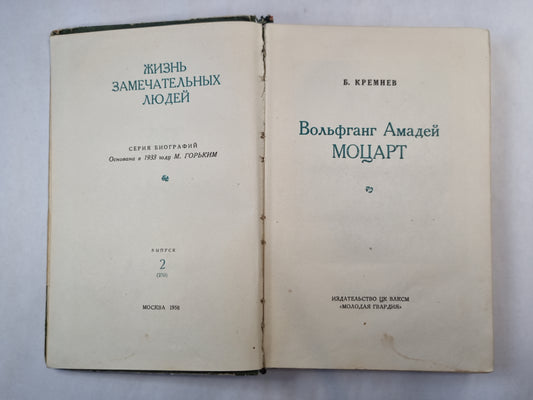 ЖИЗНЬ
ЗАМЕЧАТЕЛЬНЫХ
ЛЮДЕЙ
СЕРИЯ БИОГРАФИЙ
Основана в 1933 году М. ГОРЬКИМ
ВЫПУСК
2
МОСКВА 1958
Б. КРЕМНЕВ
Вольфганг Амадей
МОЦАРТ
ИЗДАТЕЛЬСТВО ЦК ВЛКСМ
«МОЛОДАЯ ГВАРДИЯ»